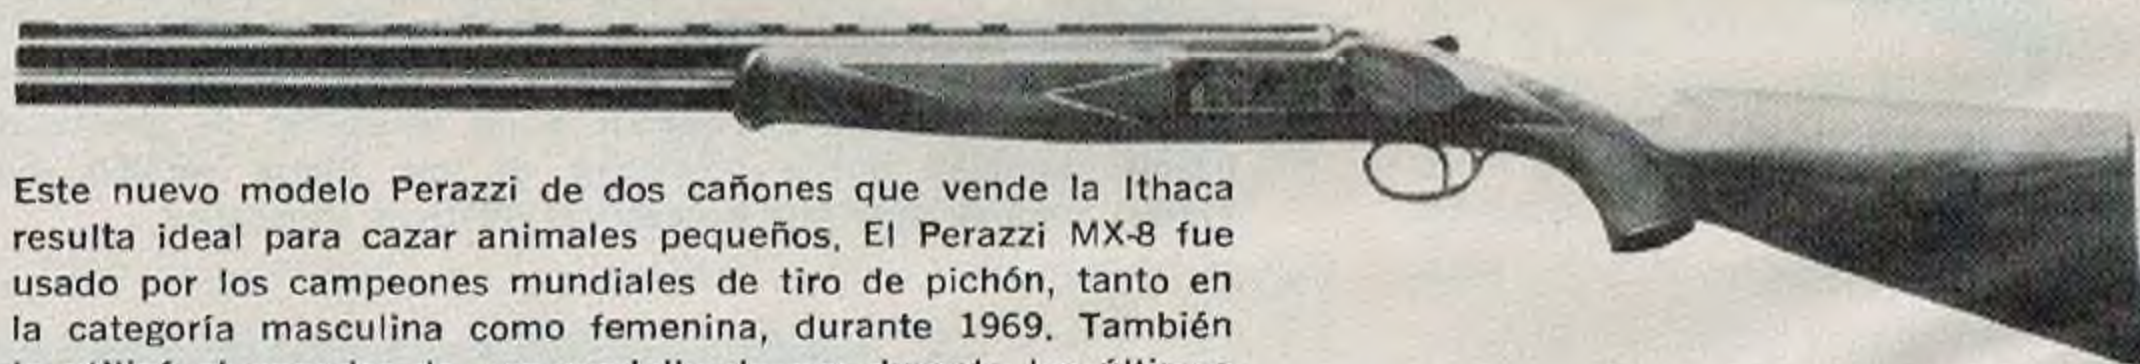 Este nuevo modelo Perazzi de dos cañones que vende la Ithaca
resulta ideal para cazar animales pequeños. El Perazzi MX-8 fue
usado por los campeones mundiales de tiro de pichón, tanto en
la categoría masculina como femenina, durante 1969. También